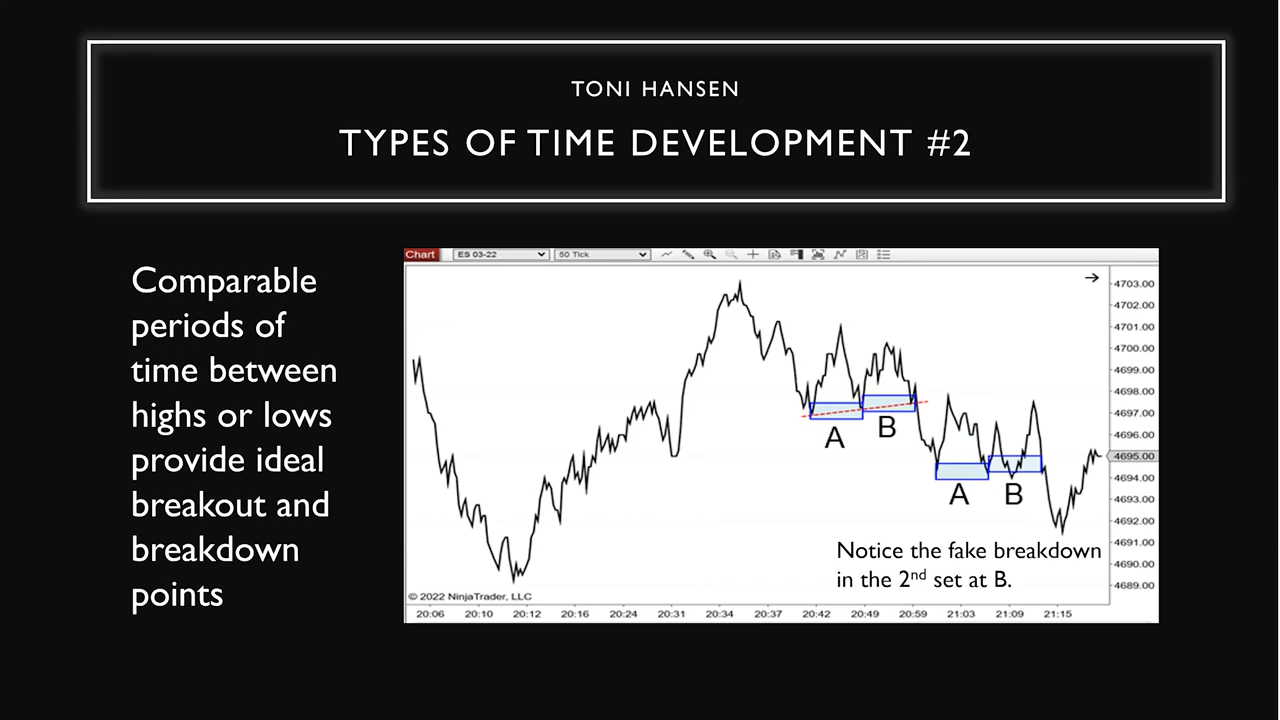 TONI HANSEN
TYPES OF TIME DEVELOPMENT #2
Comparable
periods of
time between
highs or lows
provide ideal
breakout and
breakdown
points
Chart ES 03-22 50 Tick
4703.00
4702.00
4701.00
4700.00
4699.00
4698.00
4697.00
4696.00
4695.00
4694.00
4693.00
4692.00
4691.00
4690.00
4689.00
A B
A B
Notice the fake breakdown
in the 2nd set at B.
© 2022 NinjaTrader, LLC
20:06 20:10 20:12 20:16 20:24 20:31 20:34 20:37 20:42 20:49 20:59 21:03 21:09 21:15